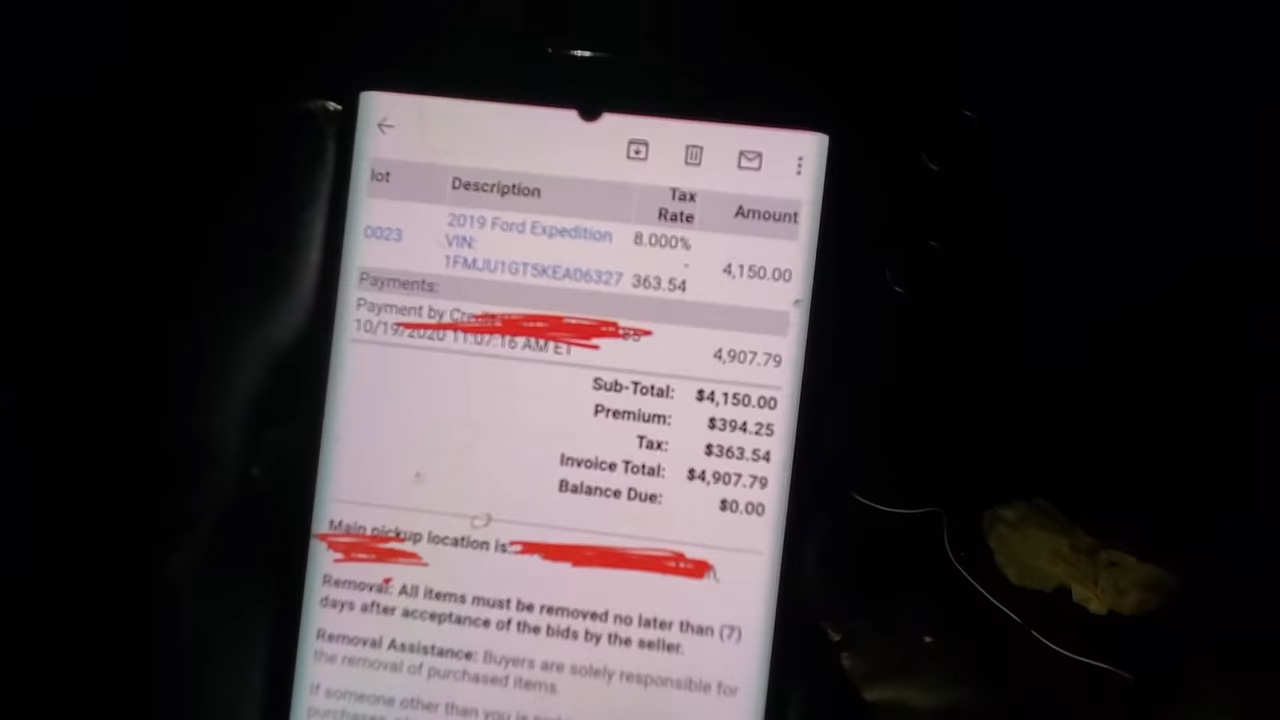 lot Description Tax Rate Amount
0023 2019 Ford Expedition 8.000%
VIN: - 4,150.00
1FMJU1GT5KEA06327 363.54
Payments:
Payment by
10/19/2020 11:07:16 AM ET 4,907.79
Sub-Total: $4,150.00
Premium: $394.25
Tax: $363.54
Invoice Total: $4,907.79
Balance Due: $0.00
Main pickup location is:
Removal: All items must be removed no later than (7)
days after acceptance of the bids by the seller.
Removal Assistance: Buyers are solely responsible for
the removal of purchased items.
If someone other than you is